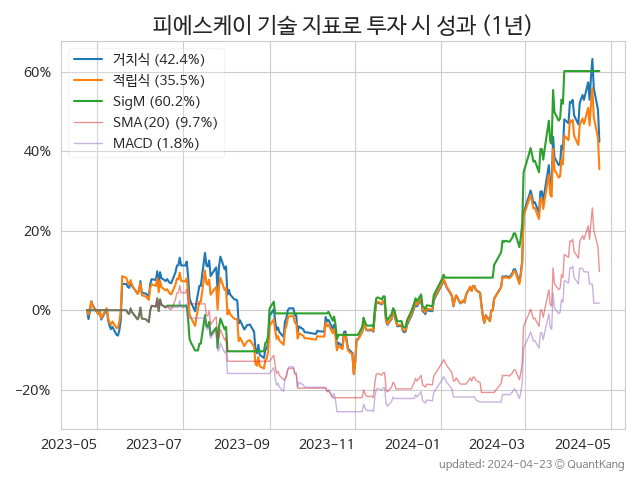 피에스케이 기술 지표로 투자 시 성과 (1년)
거치식 (42.4%)
적립식 (35.5%)
SigM (60.2%)
SMA(20) (9.7%)
MACD (1.8%)
60%
40%
20%
0%
−20%
2023-05 2023-07 2023-09 2023-11 2024-01 2024-03 2024-05
updated: 2024-04-23 © QuantKang